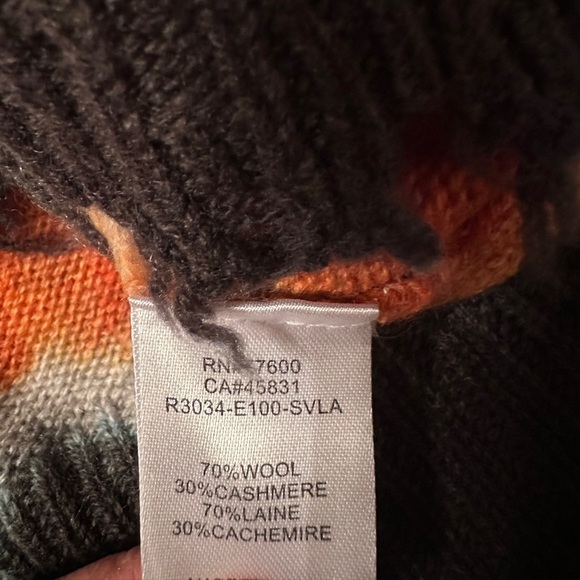 CA#45831
R3034-E100-SVLA
70%WOOL
30%CASHMERE
70%LAINE
30%CACHEMIRE